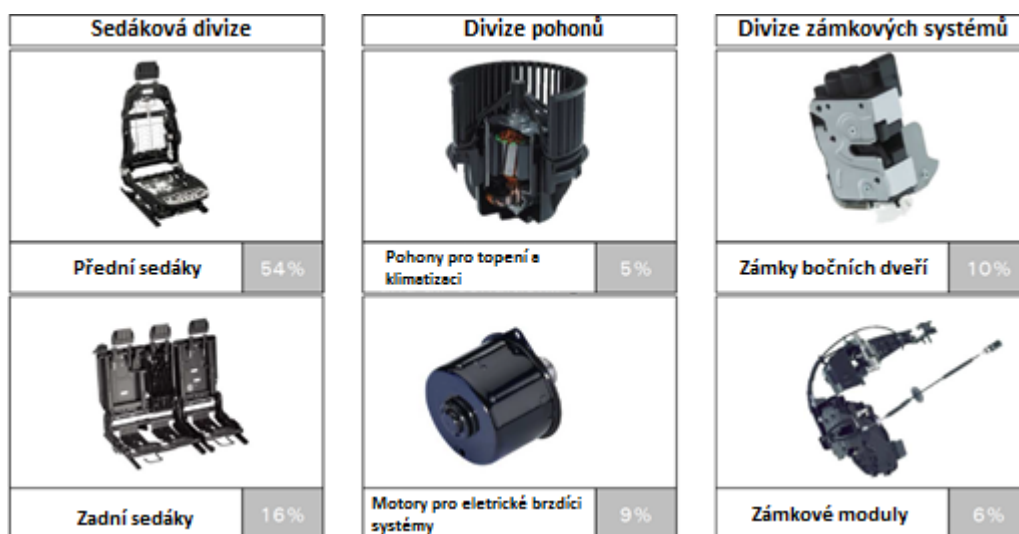 Sedáková divize
Divize pohonů
Divize zámkových systémů
Přední sedáky
54%
Pohony pro topení a
klimatizaci
5%
Zámky bočních dveří
10%
Zadní sedáky
16%
Motory pro eletrické brzdící
systémy
9%
Zámkové moduly
6%